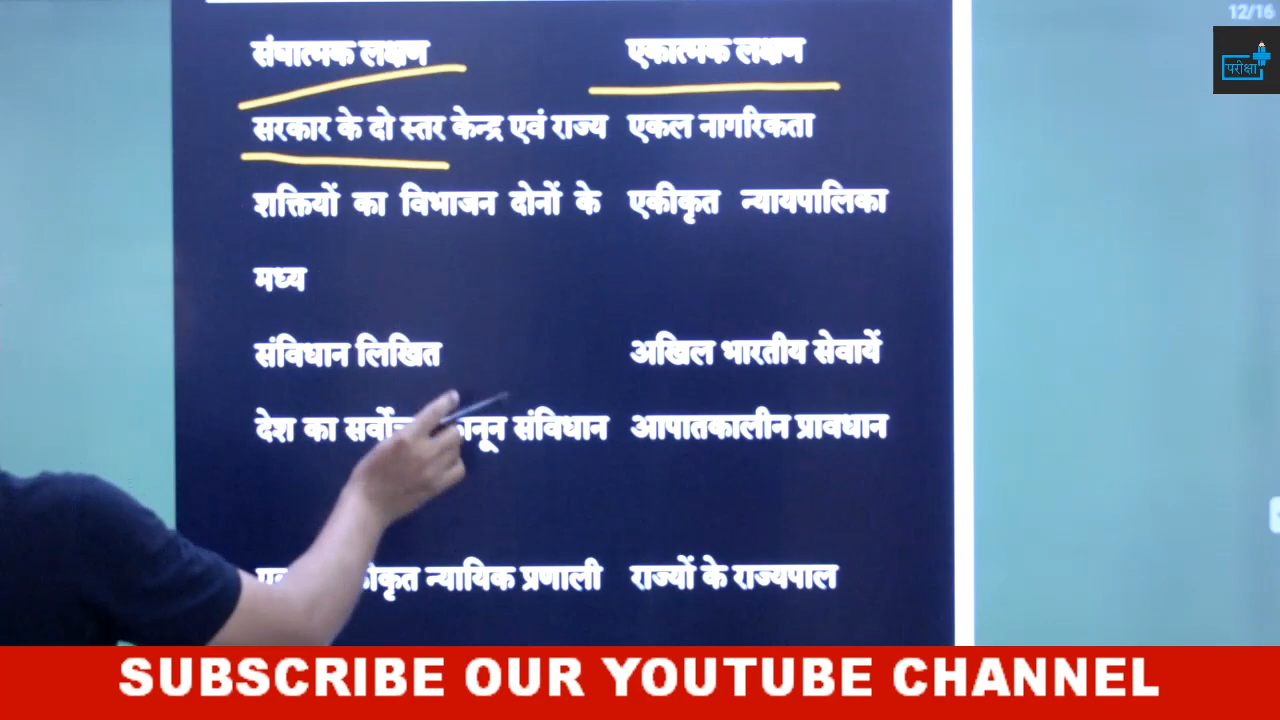 12/16
परीक्षा
संघात्मक लक्षण एकात्मक लक्षण
सरकार के दो स्तर केन्द्र एवं राज्य एकल नागरिकता
शक्तियों का विभाजन दोनों के एकीकृत न्यायपालिका
मध्य
संविधान लिखित अखिल भारतीय सेवायें
देश का संविधान आपातकालीन प्रावधान
न्यायिक प्रणाली राज्यों के राज्यपाल
SUBSCRIBE OUR YOUTUBE CHANNEL